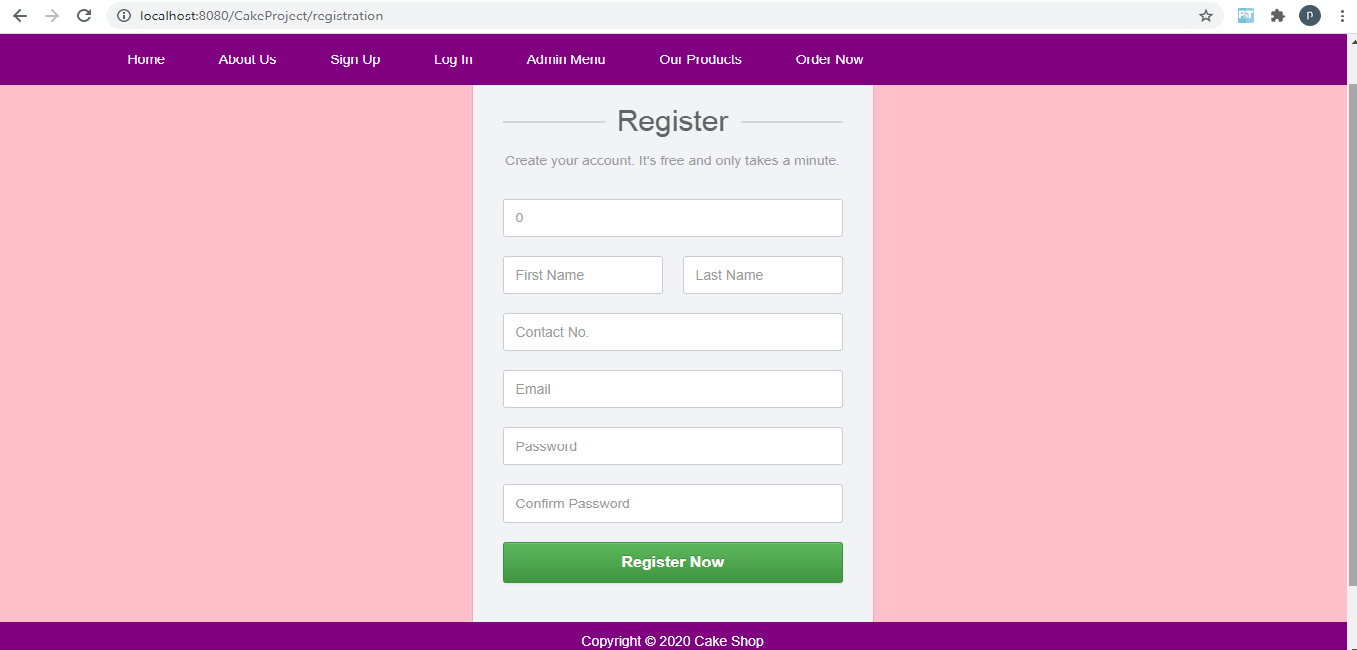 localhost:8080/CakeProject/registration
P
Home About Us Sign Up Log In Admin Menu Our Products Order Now
Register
Create your account. It's free and only takes a minute.
0
First Name Last Name
Contact No.
Email
Password
Confirm Password
Register Now
Copyright © 2020 Cake Shop